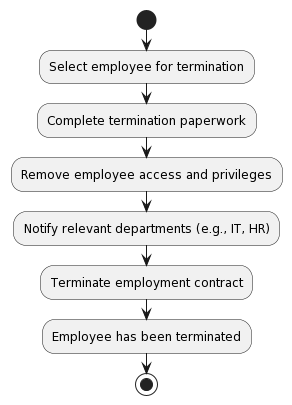 Select employee for termination
Complete termination paperwork
Remove employee access and privileges
Notify relevant departments (e.g., IT, HR)
Terminate employment contract
Employee has been terminated